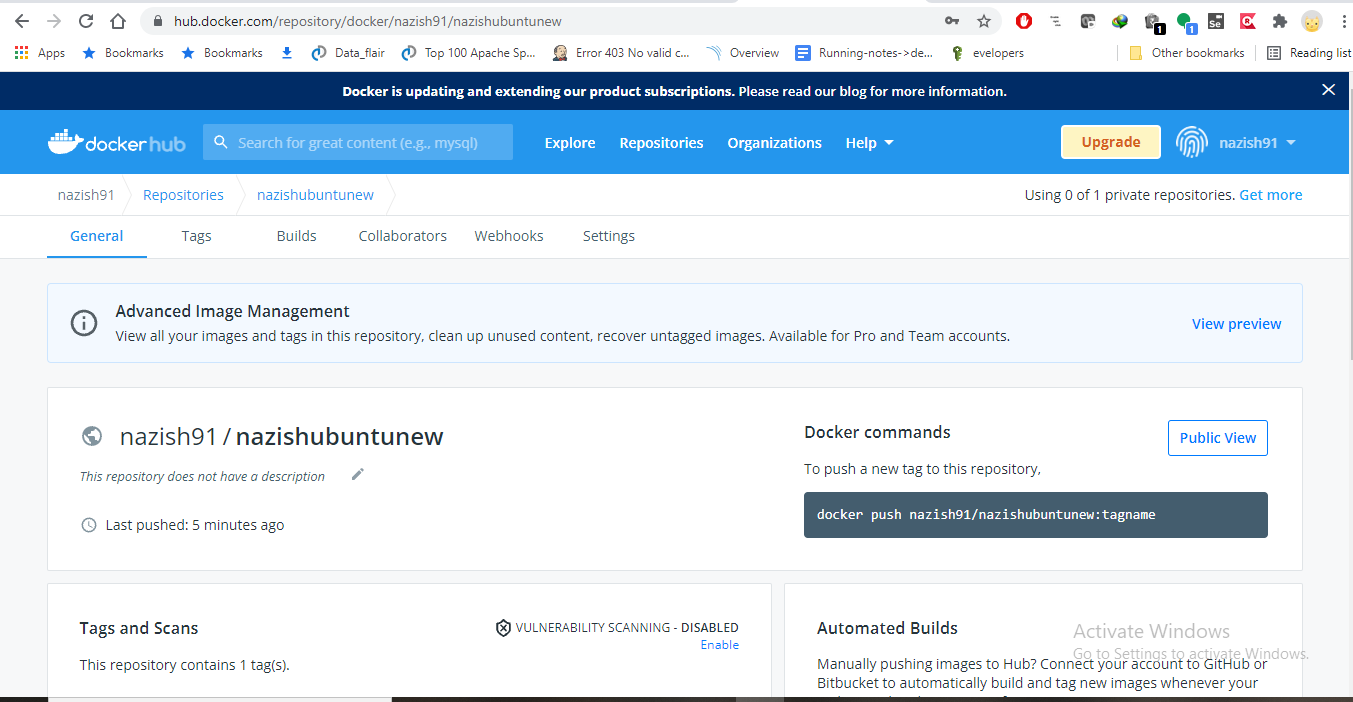 hub.docker.com/repository/docker/nazish91/nazishubuntunew
1 1 Se
Apps Bookmarks Bookmarks Data_flair Top 100 Apache Sp... Error 403 No valid c... Overview Running-notes->de... evelopers Other bookmarks Reading list
Docker is updating and extending our product subscriptions. Please read our blog for more information.
dockerhub Search for great content (e.g., mysql) Explore Repositories Organizations Help Upgrade nazish91
nazish91 Repositories nazishubuntunew Using 0 of 1 private repositories. Get more
General Tags Builds Collaborators Webhooks Settings
Advanced Image Management
View all your images and tags in this repository, clean up unused content, recover untagged images. Available for Pro and Team accounts.
View preview
nazish91 / nazishubuntunew
This repository does not have a description
Last pushed: 5 minutes ago
Docker commands
Public View
To push a new tag to this repository,
docker push nazish91/nazishubuntunew:tagname
Tags and Scans
VULNERABILITY SCANNING - DISABLED
Enable
This repository contains 1 tag(s).
Automated Builds
Manually pushing images to Hub? Connect your account to GitHub or
Bitbucket to automatically build and tag new images whenever your
Activate Windows
Go to Settings to activate Windows.